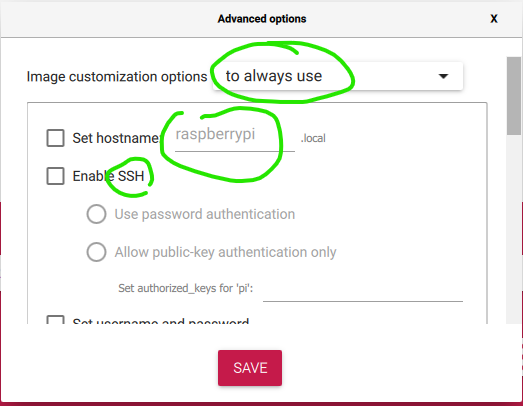 Advanced options X
Image customization options to always use
Set hostname: raspberrypi .local
Enable SSH
Use password authentication
Allow public-key authentication only
Set authorized_keys for 'pi':
Set username and password
SAVE